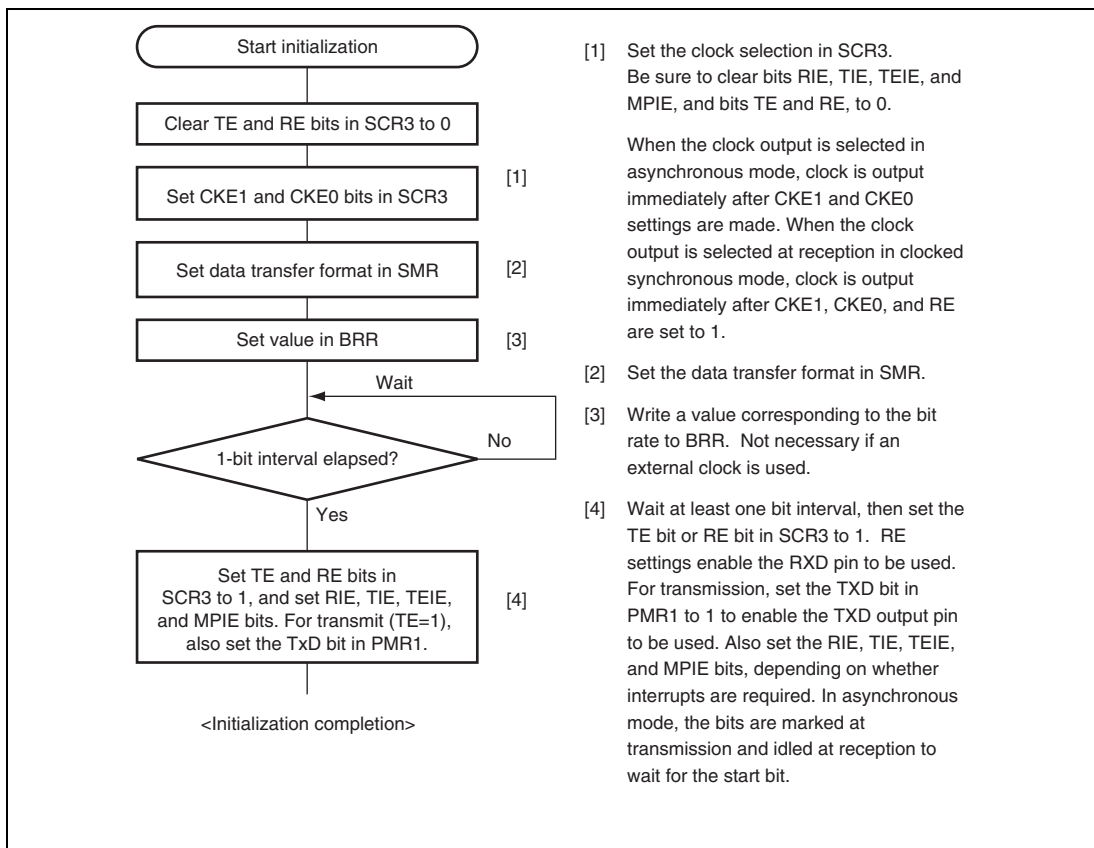 Start initialization
Clear TE and RE bits in SCR3 to 0
Set CKE1 and CKE0 bits in SCR3
[1]
Set data transfer format in SMR
[2]
Set value in BRR
[3]
Wait
No
1-bit interval elapsed?
Yes
Set TE and RE bits in
SCR3 to 1, and set RIE, TIE, TEIE,
and MPIE bits. For transmit (TE=1),
also set the TxD bit in PMR1.
[4]
<Initialization completion>
[1] Set the clock selection in SCR3.
Be sure to clear bits RIE, TIE, TEIE, and
MPIE, and bits TE and RE, to 0.
When the clock output is selected in
asynchronous mode, clock is output
immediately after CKE1 and CKE0
settings are made. When the clock
output is selected at reception in clocked
synchronous mode, clock is output
immediately after CKE1, CKE0, and RE
are set to 1.
[2] Set the data transfer format in SMR.
[3] Write a value corresponding to the bit
rate to BRR. Not necessary if an
external clock is used.
[4] Wait at least one bit interval, then set the
TE bit or RE bit in SCR3 to 1. RE
settings enable the RXD pin to be used.
For transmission, set the TXD bit in
PMR1 to 1 to enable the TXD output pin
to be used. Also set the RIE, TIE, TEIE,
and MPIE bits, depending on whether
interrupts are required. In asynchronous
mode, the bits are marked at
transmission and idled at reception to
wait for the start bit.